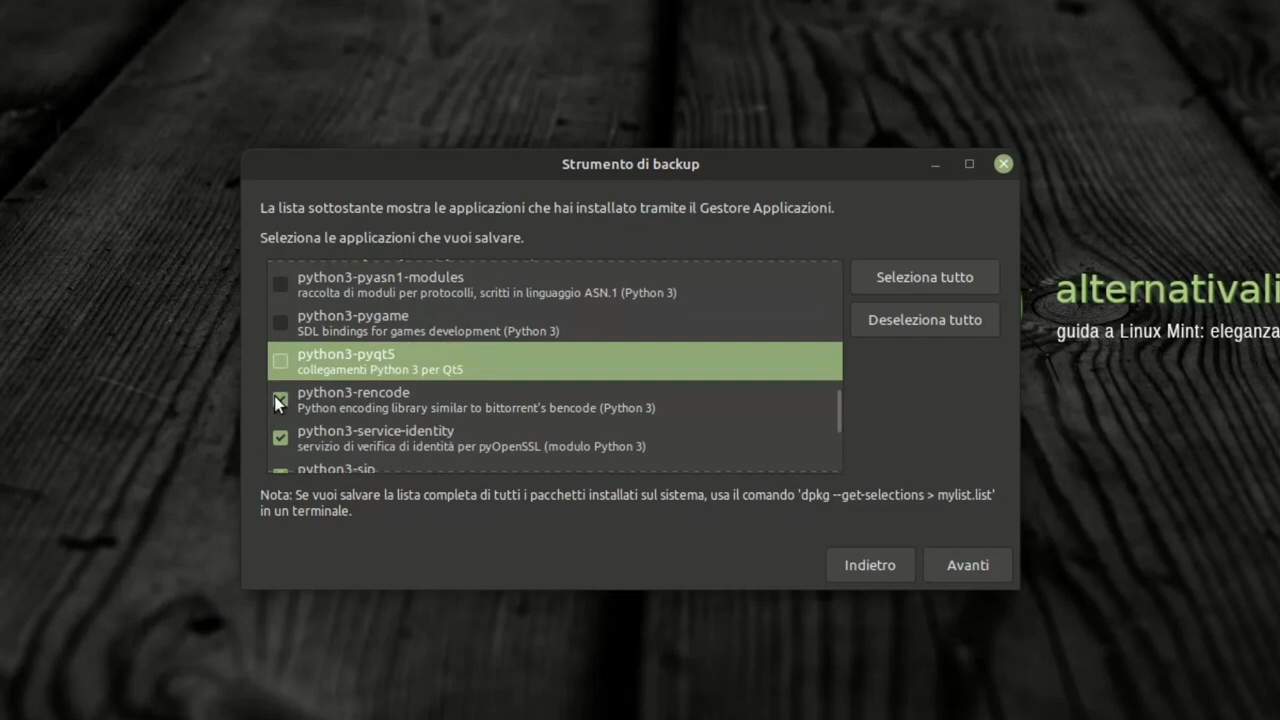 Strumento di backup
La lista sottostante mostra le applicazioni che hai installato tramite il Gestore Applicazioni.
Seleziona le applicazioni che vuoi salvare.
python3-pyasn1-modules
raccolta di moduli per protocolli, scritti in linguaggio ASN.1 (Python 3)
python3-pygame
SDL bindings for games development (Python 3)
python3-pyqt5
collegamenti Python 3 per Qt5
python3-rencode
Python encoding library similar to bittorrent's bencode (Python 3)
python3-service-identity
servizio di verifica di identità per pyOpenSSL (modulo Python 3)
python3-sip
Seleziona tutto
Deseleziona tutto
Nota: Se vuoi salvare la lista completa di tutti i pacchetti installati sul sistema, usa il comando 'dpkg --get-selections > mylist.list'
in un terminale.
Indietro
Avanti
alternativali
guida a Linux Mint: eleganza